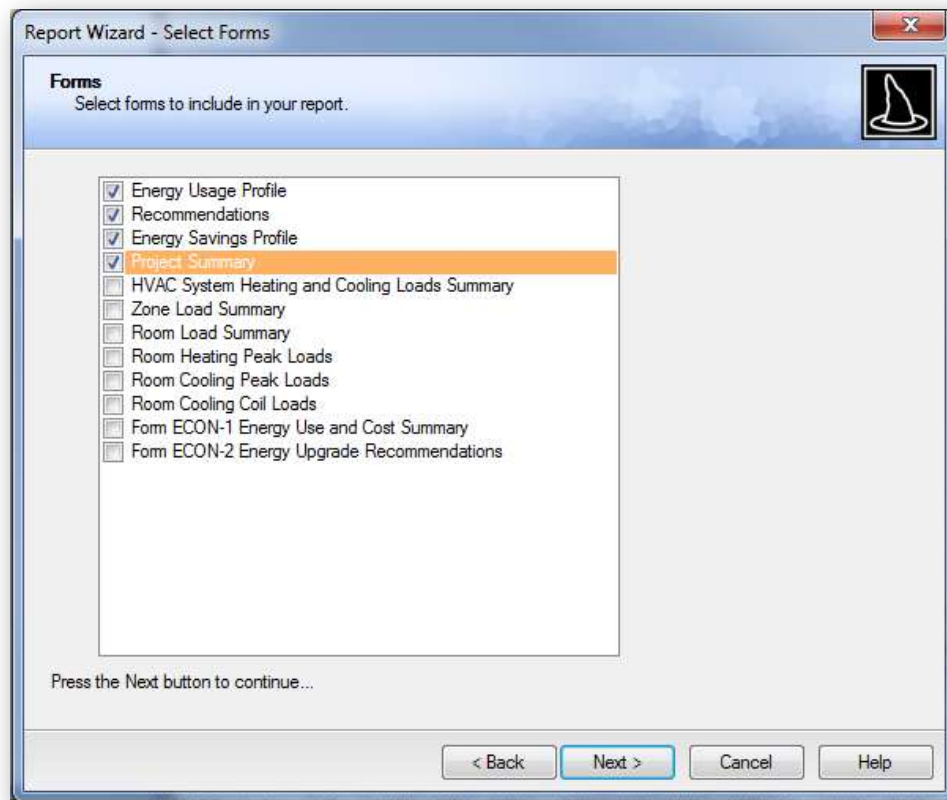 Report Wizard - Select Forms
Forms
Select forms to include in your report.
Energy Usage Profile
Recommendations
Energy Savings Profile
Project Summary
HVAC System Heating and Cooling Loads Summary
Zone Load Summary
Room Load Summary
Room Heating Peak Loads
Room Cooling Peak Loads
Room Cooling Coil Loads
Form ECON-1 Energy Use and Cost Summary
Form ECON-2 Energy Upgrade Recommendations
Press the Next button to continue...
< Back Next > Cancel Help